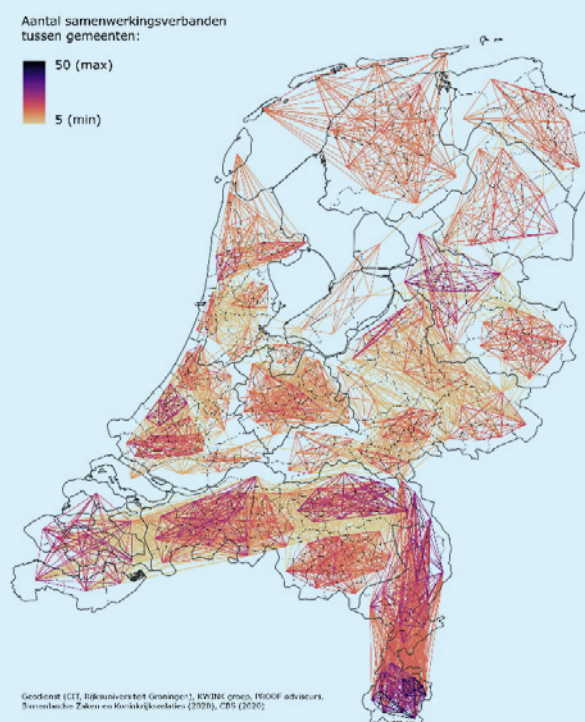 Aantal samenwerkingsverbanden
tussen gemeenten:
50 (max)
5 (min)
Geodienst (CIT, Rijksuniversiteit Groningen), KWINK groep, PROOF adviseurs,
Binnenlandse Zaken en Koninkrijksrelaties (2020), CBS (2020)